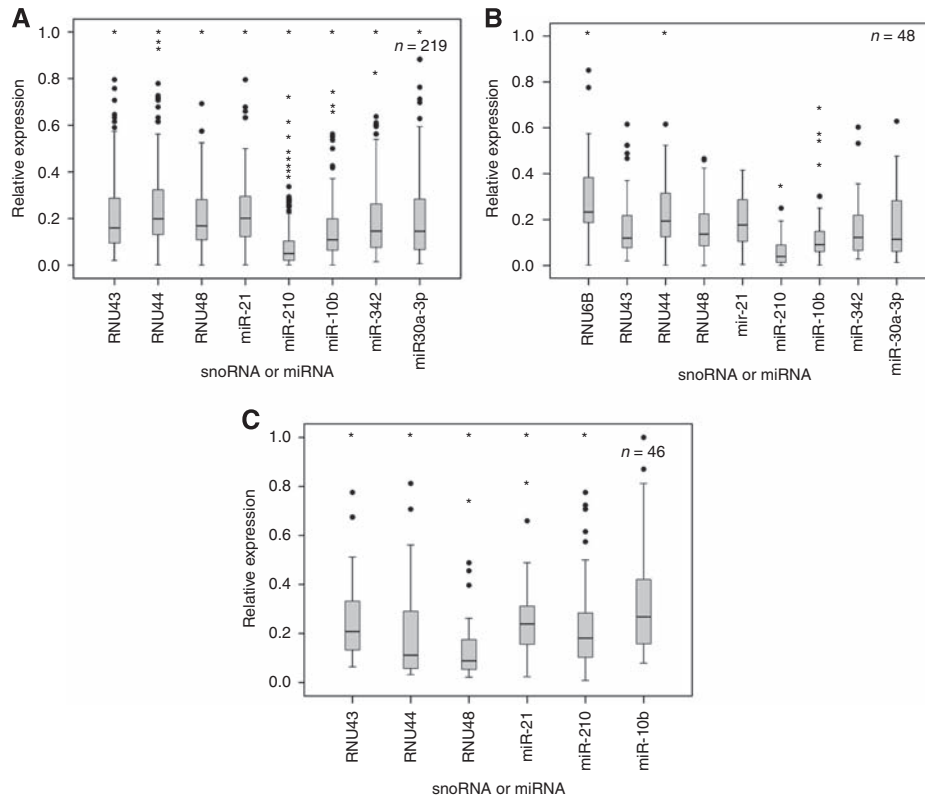 A
Relative expression
1.0
0.8
0.6
0.4
0.2
0.0
n = 219
RNU43
RNU44
RNU48
miR-21
miR-210
miR-10b
miR-342
miR30a-3p
snoRNA or miRNA
B
Relative expression
1.0
0.8
0.6
0.4
0.2
0.0
n = 48
RNU6B
RNU43
RNU44
RNU48
mir-21
miR-210
miR-10b
miR-342
miR-30a-3p
snoRNA or miRNA
C
Relative expression
1.0
0.8
0.6
0.4
0.2
0.0
n = 46
RNU43
RNU44
RNU48
miR-21
miR-210
miR-10b
snoRNA or miRNA